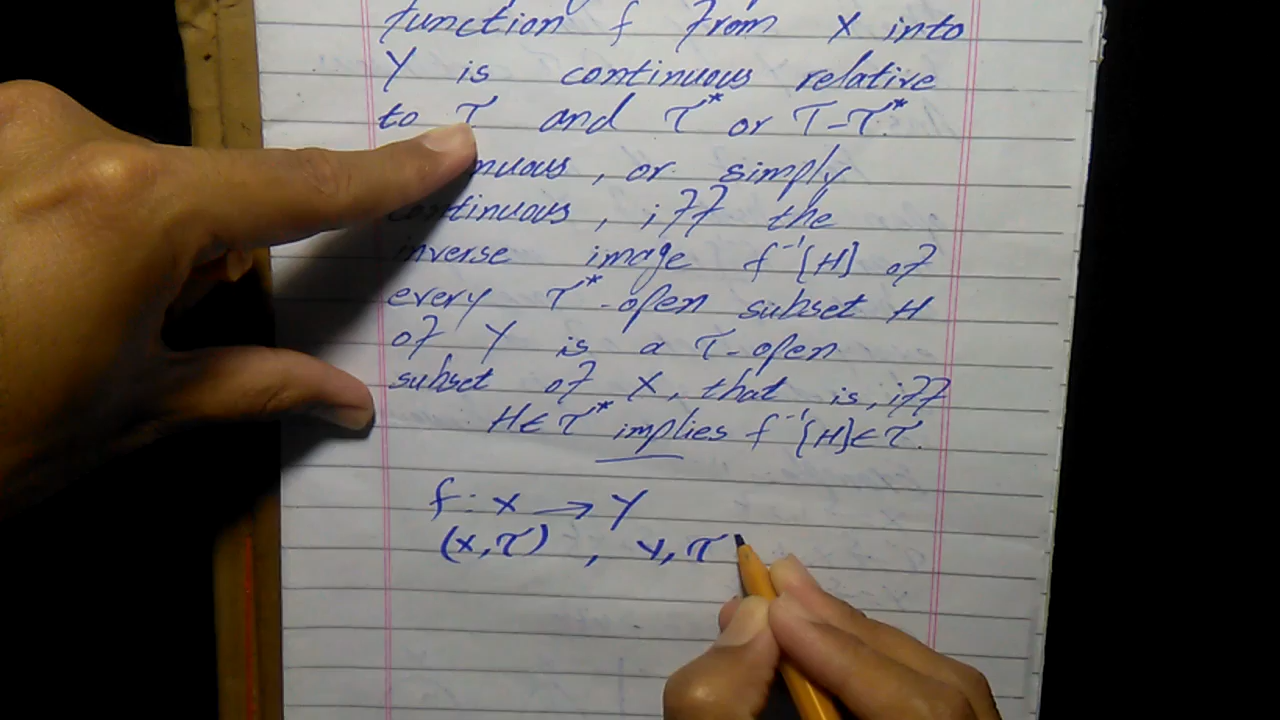 function f from X into
Y is continuous relative
to τ and τ* or τ-τ*
nuous, or simply
continuous, iff the
inverse image f⁻¹[H] of
every τ*-open subset H
of Y is a τ-open
subset of X, that is, iff
H∈τ* implies f⁻¹[H]∈τ.
f: X → Y
(X,τ) , Y,τ